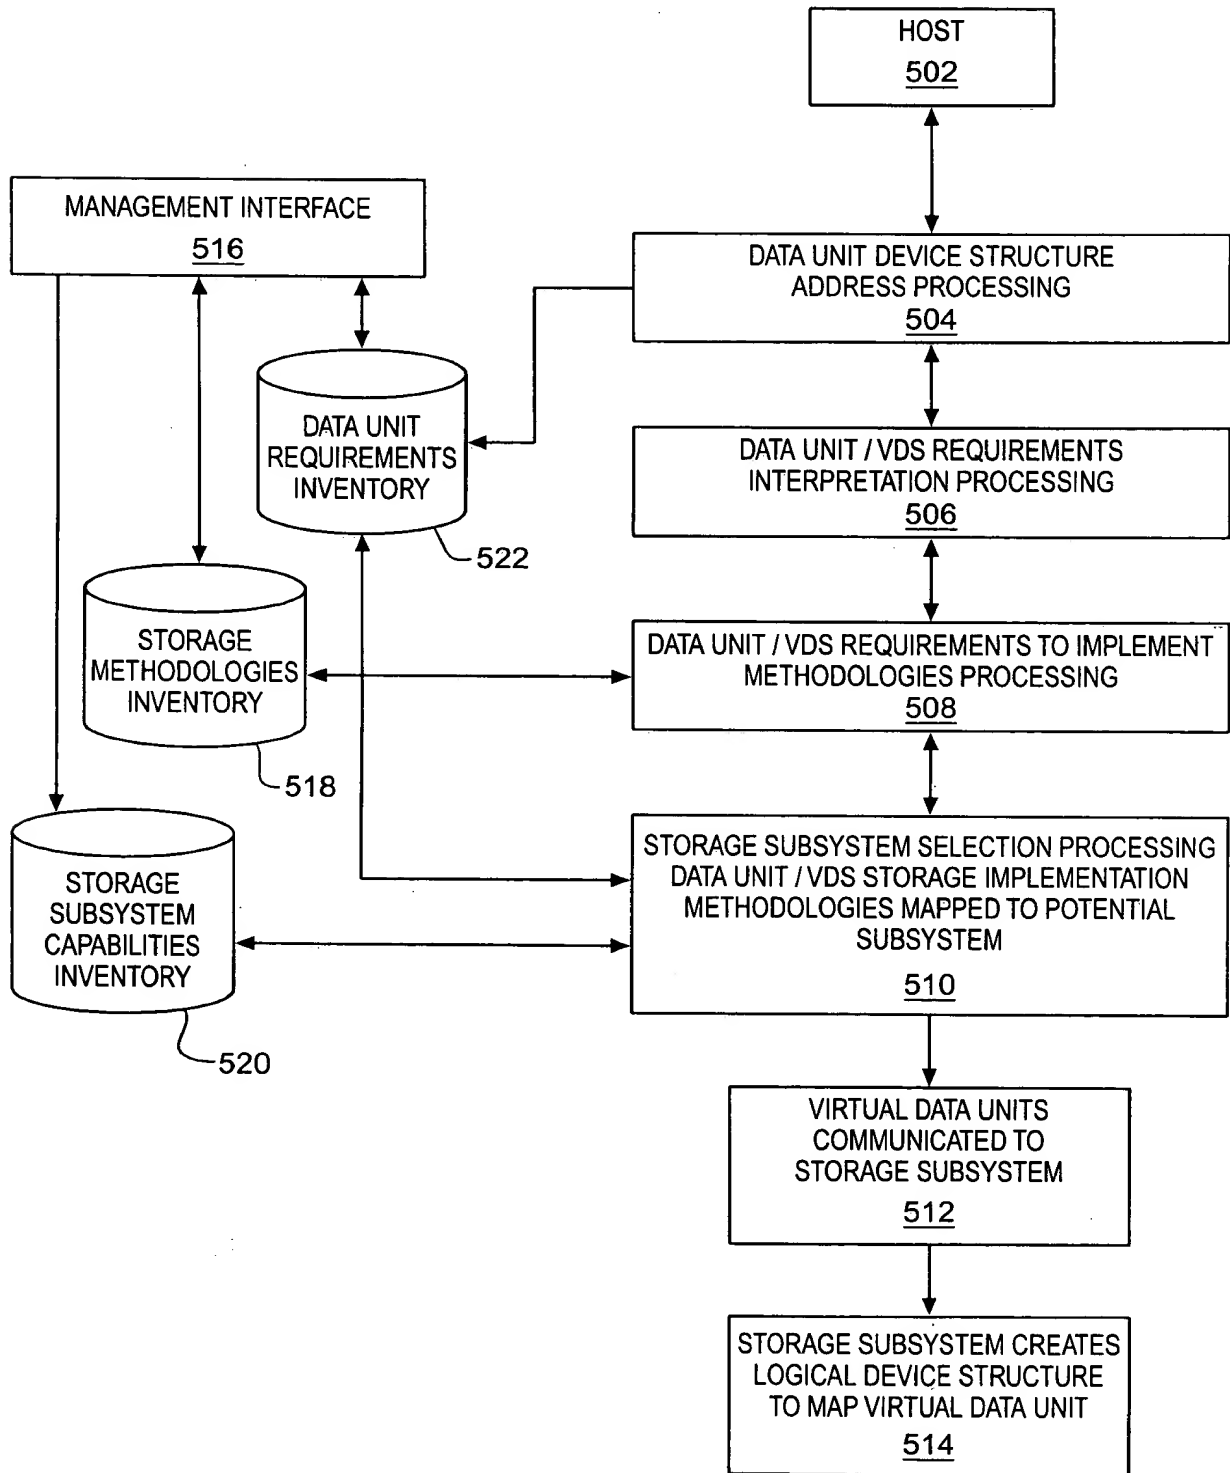 HOST
502
MANAGEMENT INTERFACE
516
DATA UNIT DEVICE STRUCTURE
ADDRESS PROCESSING
504
DATA UNIT
REQUIREMENTS
INVENTORY
522
DATA UNIT / VDS REQUIREMENTS
INTERPRETATION PROCESSING
506
STORAGE
METHODOLOGIES
INVENTORY
518
DATA UNIT / VDS REQUIREMENTS TO IMPLEMENT
METHODOLOGIES PROCESSING
508
STORAGE
SUBSYSTEM
CAPABILITIES
INVENTORY
520
STORAGE SUBSYSTEM SELECTION PROCESSING
DATA UNIT / VDS STORAGE IMPLEMENTATION
METHODOLOGIES MAPPED TO POTENTIAL
SUBSYSTEM
510
VIRTUAL DATA UNITS
COMMUNICATED TO
STORAGE SUBSYSTEM
512
STORAGE SUBSYSTEM CREATES
LOGICAL DEVICE STRUCTURE
TO MAP VIRTUAL DATA UNIT
514